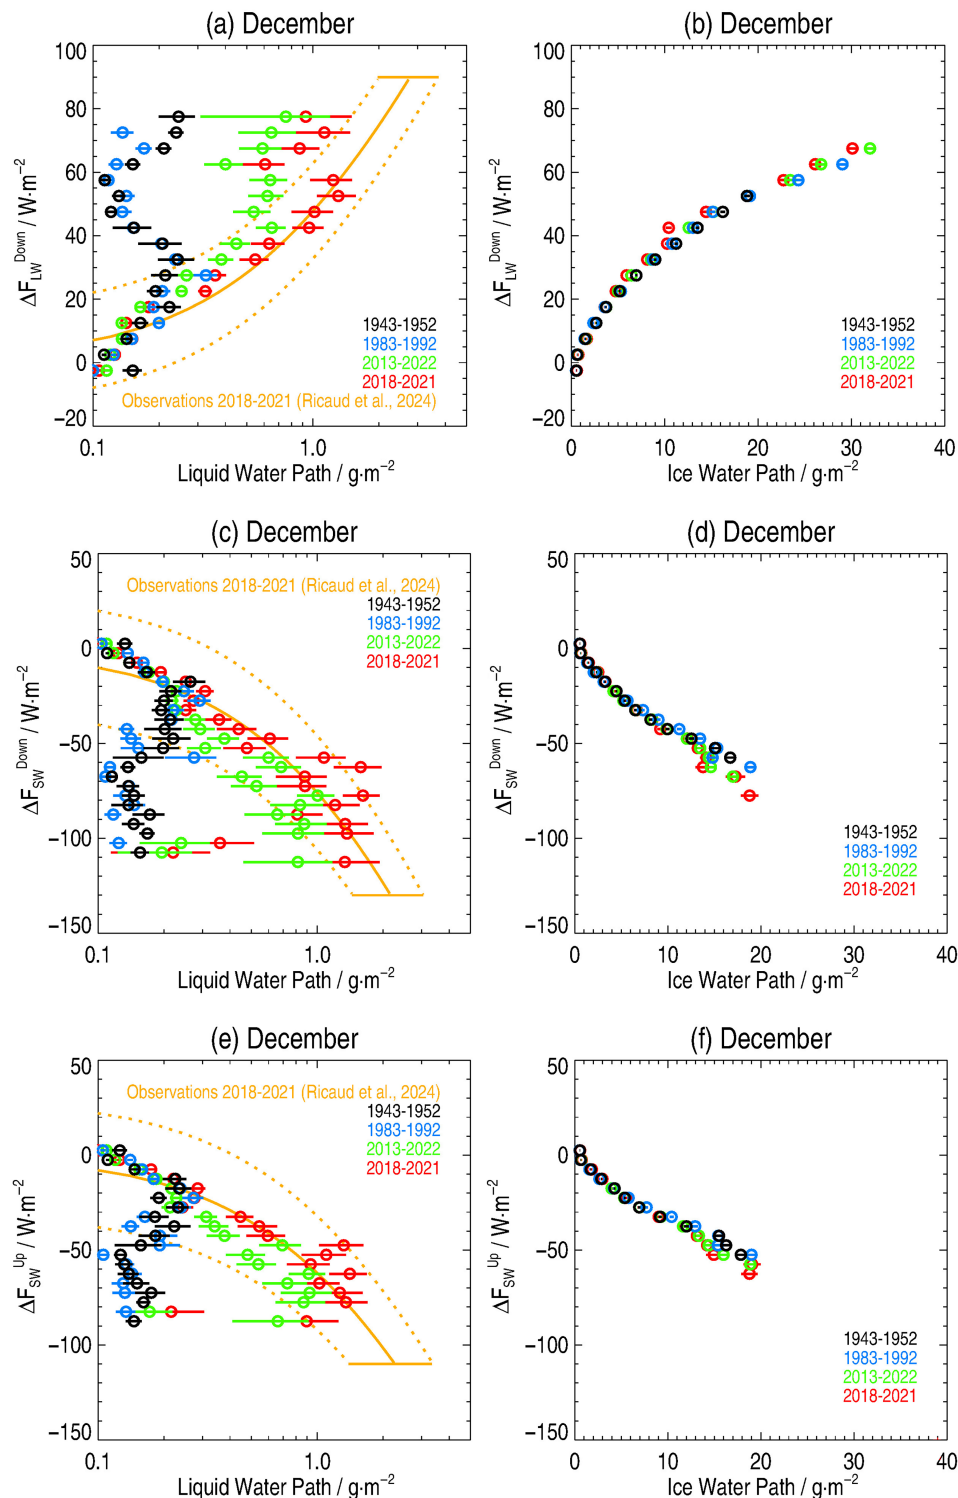 (a) December
100
80
60
40
20
0
−20
ΔF_LW^Down / W·m⁻²
1943-1952
1983-1992
2013-2022
2018-2021
Observations 2018-2021 (Ricaud et al., 2024)
0.1 1.0
Liquid Water Path / g·m⁻²
(b) December
100
80
60
40
20
0
−20
ΔF_LW^Down / W·m⁻²
1943-1952
1983-1992
2013-2022
2018-2021
0 10 20 30 40
Ice Water Path / g·m⁻²
(c) December
50
0
−50
−100
−150
ΔF_SW^Down / W·m⁻²
Observations 2018-2021 (Ricaud et al., 2024)
1943-1952
1983-1992
2013-2022
2018-2021
0.1 1.0
Liquid Water Path / g·m⁻²
(d) December
50
0
−50
−100
−150
ΔF_SW^Down / W·m⁻²
1943-1952
1983-1992
2013-2022
2018-2021
0 10 20 30 40
Ice Water Path / g·m⁻²
(e) December
50
0
−50
−100
−150
ΔF_SW^Up / W·m⁻²
Observations 2018-2021 (Ricaud et al., 2024)
1943-1952
1983-1992
2013-2022
2018-2021
0.1 1.0
Liquid Water Path / g·m⁻²
(f) December
50
0
−50
−100
−150
ΔF_SW^Up / W·m⁻²
1943-1952
1983-1992
2013-2022
2018-2021
0 10 20 30 40
Ice Water Path / g·m⁻²